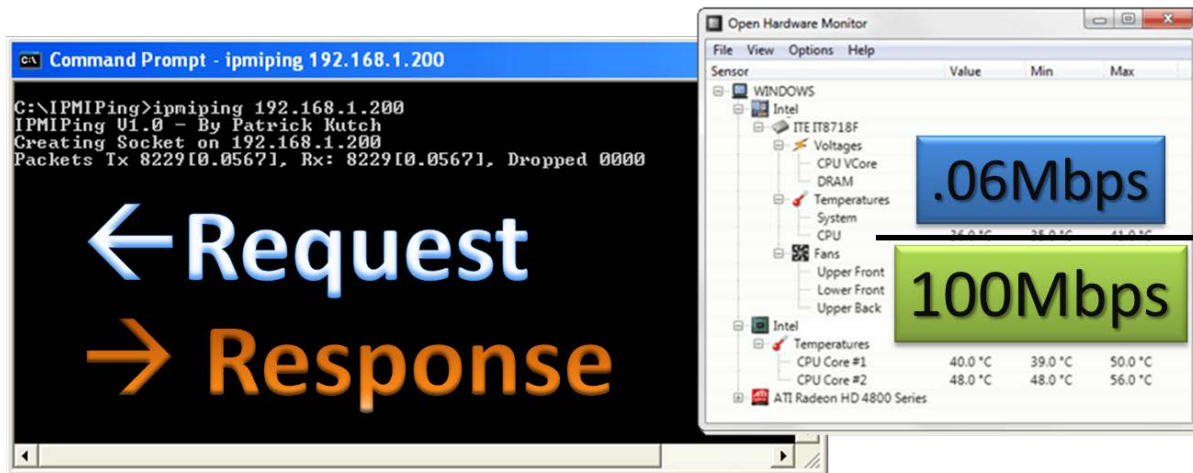 Command Prompt - ipmiping 192.168.1.200
C:\IPMIPing>ipmiping 192.168.1.200
IPMIPing V1.0 - By Patrick Kutch
Creating Socket on 192.168.1.200
Packets Tx 8229[0.0567], Rx: 8229[0.0567], Dropped 0000
←Request
→ Response
Open Hardware Monitor
File View Options Help
Sensor Value Min Max
WINDOWS
Intel
ITE IT8718F
Voltages
CPU VCore
DRAM
Temperatures
System
CPU
Fans
Upper Front
Lower Front
Upper Back
Intel
Temperatures
CPU Core #1 40.0 °C 39.0 °C 50.0 °C
CPU Core #2 48.0 °C 48.0 °C 56.0 °C
ATI Radeon HD 4800 Series
.06Mbps
100Mbps